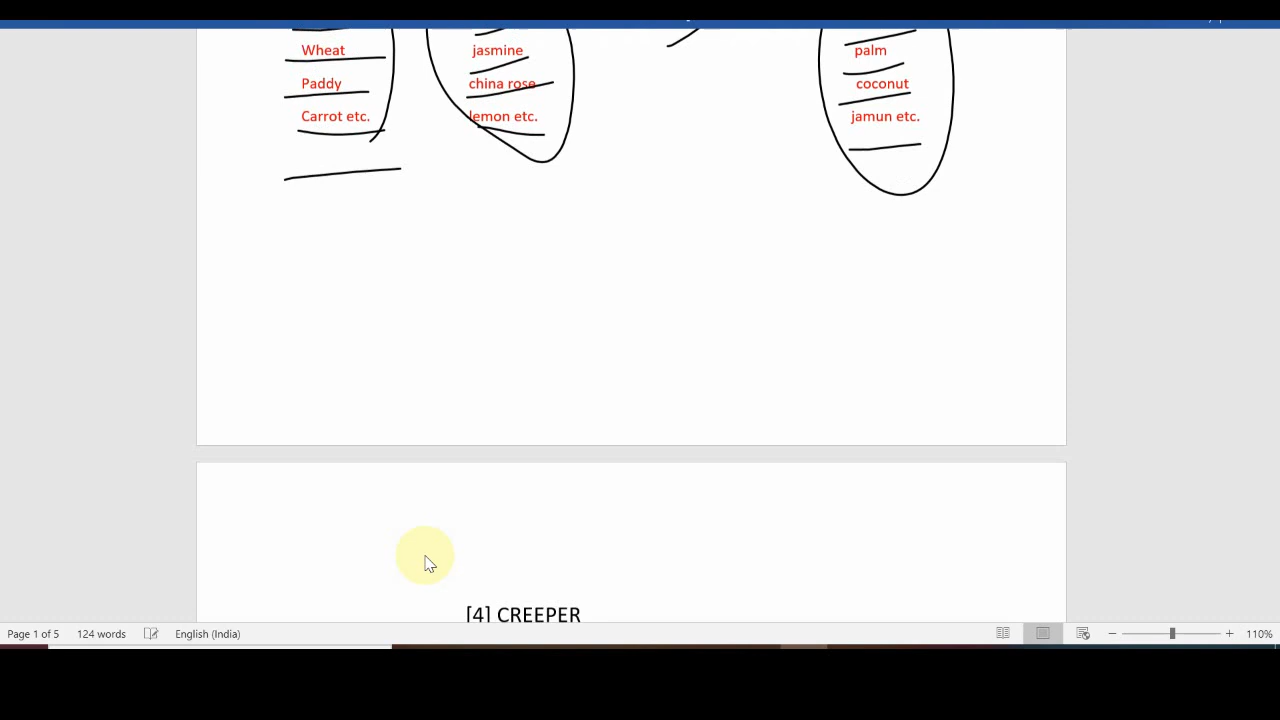 Wheat jasmine palm
Paddy china rose coconut
Carrot etc. lemon etc. jamun etc.
[4] CREEPER
Page 1 of 5 124 words English (India) 110%